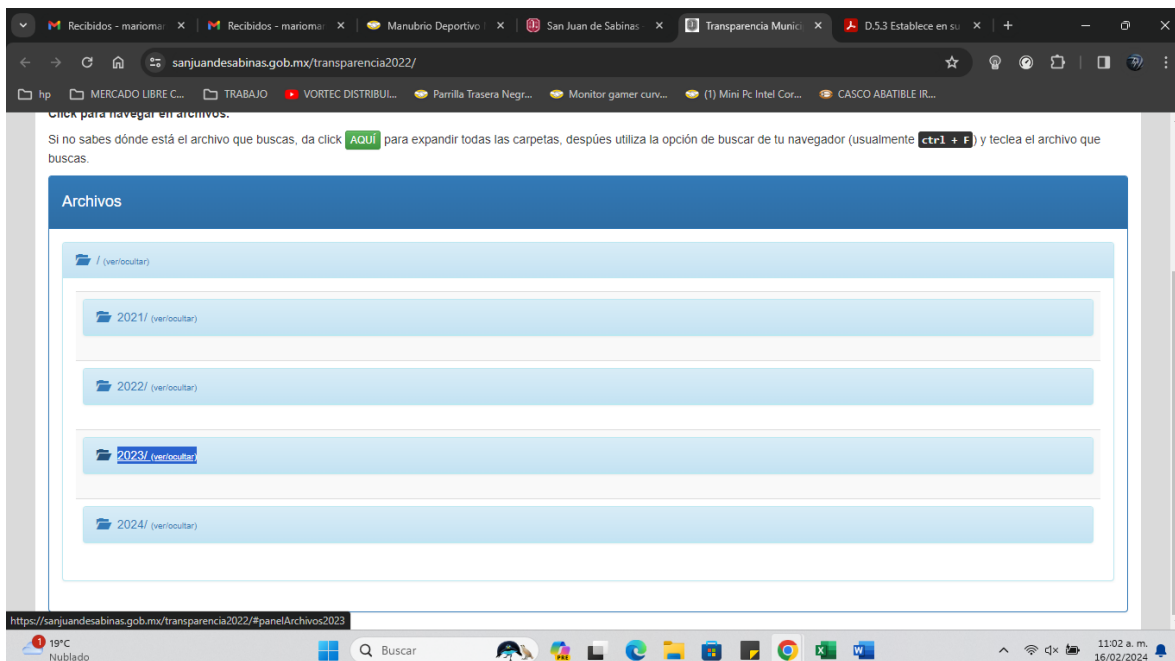 Recibidos - mariomar
Recibidos - mariomar
Manubrio Deportivo /
San Juan de Sabinas -
Transparencia Munici
D.5.3 Establece en su
sanjuandesabinas.gob.mx/transparencia2022/
hp
MERCADO LIBRE C...
TRABAJO
VORTEC DISTRIBUI...
Parrilla Trasera Negr...
Monitor gamer curv...
(1) Mini Pc Intel Cor...
CASCO ABATIBLE IR...
Click para navegar en archivos.
Si no sabes dónde está el archivo que buscas, da click AQUÍ para expandir todas las carpetas, despúes utiliza la opción de buscar de tu navegador (usualmente ctrl + F) y teclea el archivo que
buscas.
Archivos
/ (ver/ocultar)
2021/ (ver/ocultar)
2022/ (ver/ocultar)
2023/ (ver/ocultar)
2024/ (ver/ocultar)
https://sanjuandesabinas.gob.mx/transparencia2022/#panelArchivos2023
1
19°C
Nublado
Buscar
PRE
11:02 a. m.
16/02/2024